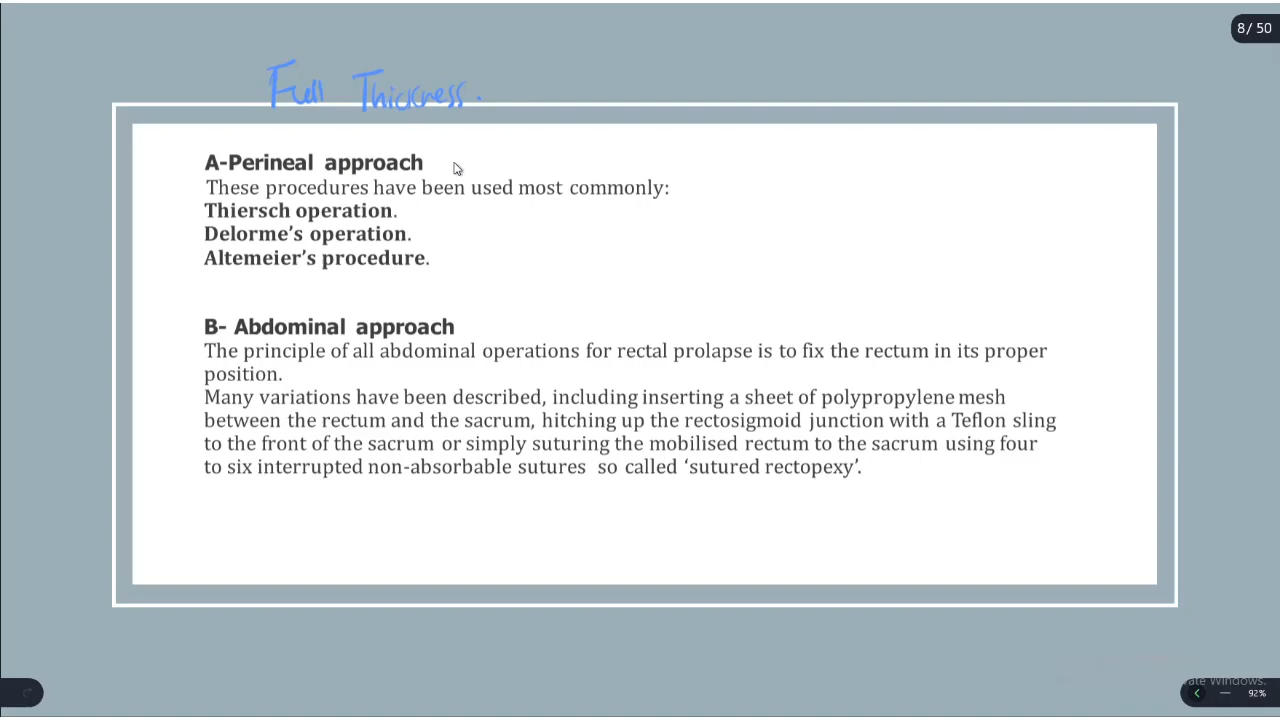 8/ 50
Full Thickness.
A-Perineal approach
These procedures have been used most commonly:
Thiersch operation.
Delorme’s operation.
Altemeier’s procedure.
B- Abdominal approach
The principle of all abdominal operations for rectal prolapse is to fix the rectum in its proper
position.
Many variations have been described, including inserting a sheet of polypropylene mesh
between the rectum and the sacrum, hitching up the rectosigmoid junction with a Teflon sling
to the front of the sacrum or simply suturing the mobilised rectum to the sacrum using four
to six interrupted non-absorbable sutures so called ‘sutured rectopexy’.
Windows.
92%